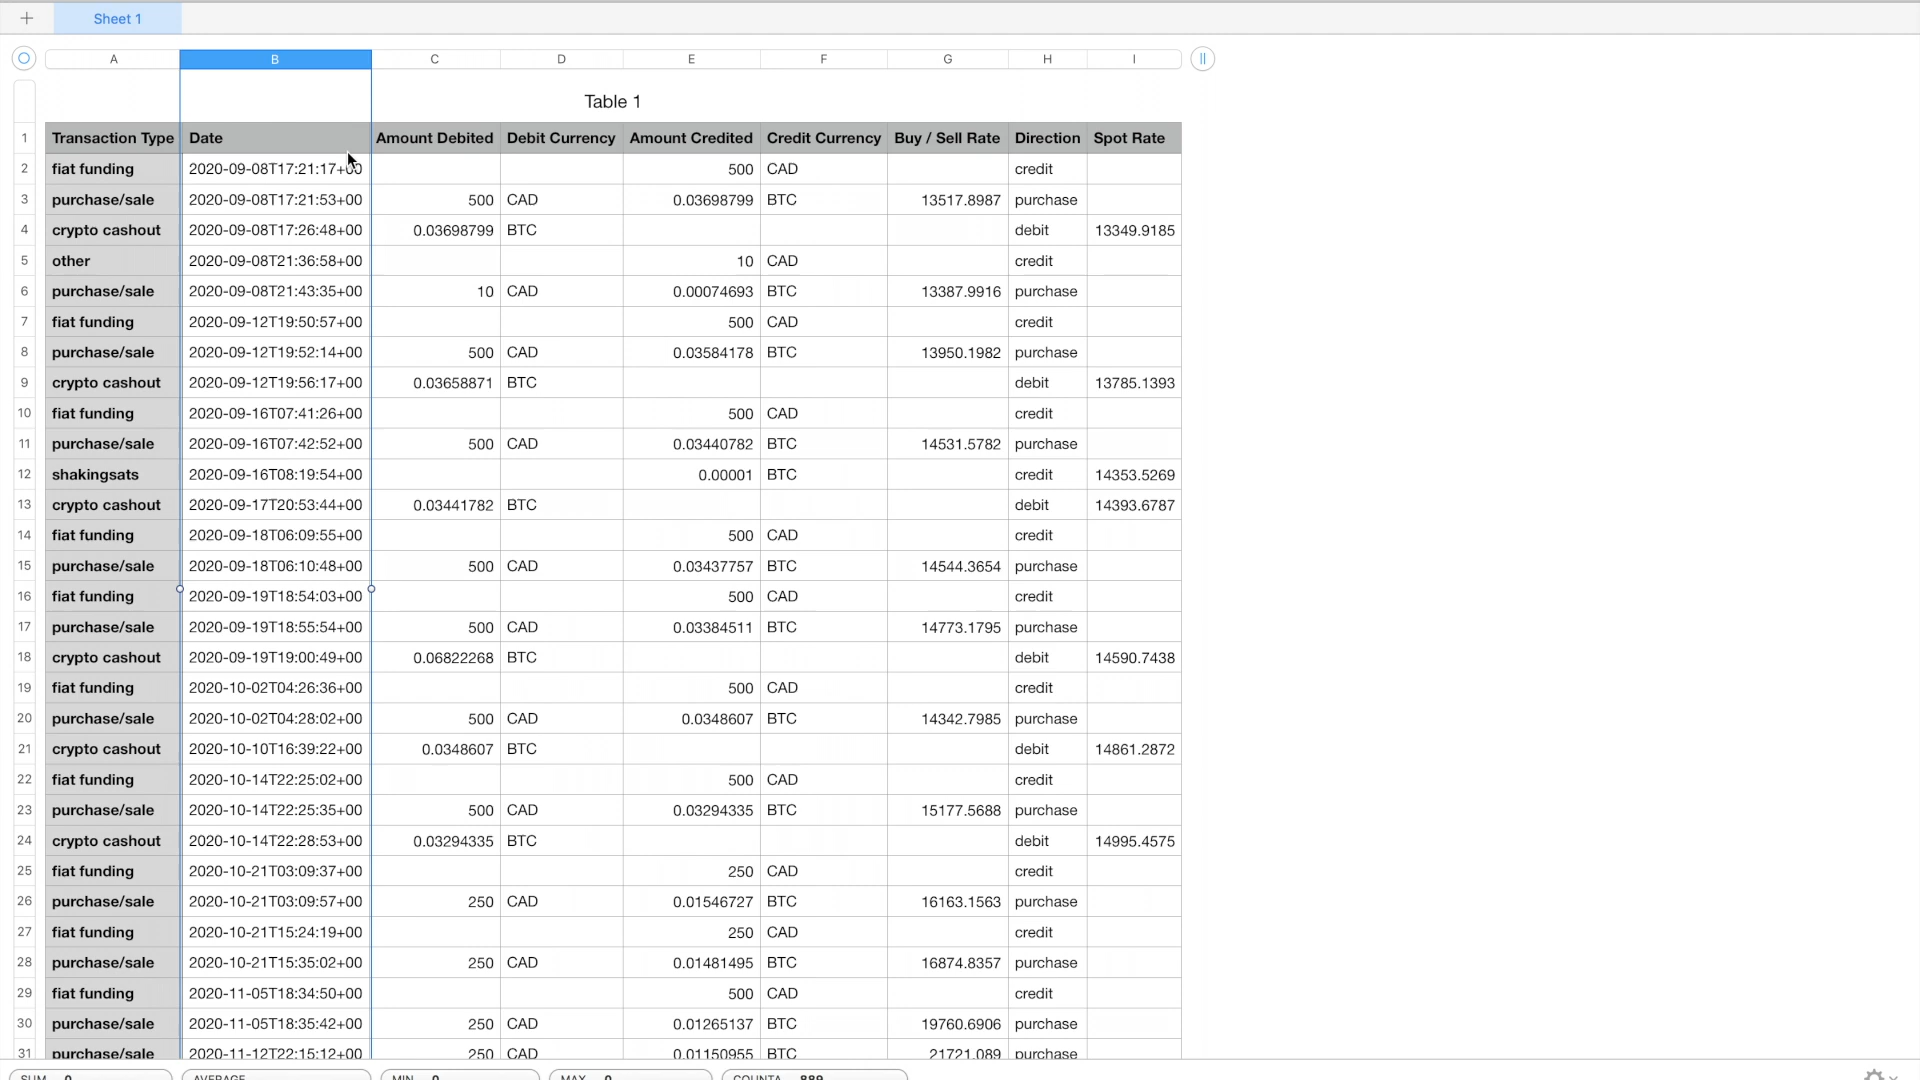 + Sheet 1
A B C D E F G H I
Table 1
1 Transaction Type Date Amount Debited Debit Currency Amount Credited Credit Currency Buy / Sell Rate Direction Spot Rate
2 fiat funding 2020-09-08T17:21:17+00 500 CAD credit
3 purchase/sale 2020-09-08T17:21:53+00 500 CAD 0.03698799 BTC 13517.8987 purchase
4 crypto cashout 2020-09-08T17:26:48+00 0.03698799 BTC debit 13349.9185
5 other 2020-09-08T21:36:58+00 10 CAD credit
6 purchase/sale 2020-09-08T21:43:35+00 10 CAD 0.00074693 BTC 13387.9916 purchase
7 fiat funding 2020-09-12T19:50:57+00 500 CAD credit
8 purchase/sale 2020-09-12T19:52:14+00 500 CAD 0.03584178 BTC 13950.1982 purchase
9 crypto cashout 2020-09-12T19:56:17+00 0.03658871 BTC debit 13785.1393
10 fiat funding 2020-09-16T07:41:26+00 500 CAD credit
11 purchase/sale 2020-09-16T07:42:52+00 500 CAD 0.03440782 BTC 14531.5782 purchase
12 shakingsats 2020-09-16T08:19:54+00 0.00001 BTC credit 14353.5269
13 crypto cashout 2020-09-17T20:53:44+00 0.03441782 BTC debit 14393.6787
14 fiat funding 2020-09-18T06:09:55+00 500 CAD credit
15 purchase/sale 2020-09-18T06:10:48+00 500 CAD 0.03437757 BTC 14544.3654 purchase
16 fiat funding 2020-09-19T18:54:03+00 500 CAD credit
17 purchase/sale 2020-09-19T18:55:54+00 500 CAD 0.03384511 BTC 14773.1795 purchase
18 crypto cashout 2020-09-19T19:00:49+00 0.06822268 BTC debit 14590.7438
19 fiat funding 2020-10-02T04:26:36+00 500 CAD credit
20 purchase/sale 2020-10-02T04:28:02+00 500 CAD 0.0348607 BTC 14342.7985 purchase
21 crypto cashout 2020-10-10T16:39:22+00 0.0348607 BTC debit 14861.2872
22 fiat funding 2020-10-14T22:25:02+00 500 CAD credit
23 purchase/sale 2020-10-14T22:25:35+00 500 CAD 0.03294335 BTC 15177.5688 purchase
24 crypto cashout 2020-10-14T22:28:53+00 0.03294335 BTC debit 14995.4575
25 fiat funding 2020-10-21T03:09:37+00 250 CAD credit
26 purchase/sale 2020-10-21T03:09:57+00 250 CAD 0.01546727 BTC 16163.1563 purchase
27 fiat funding 2020-10-21T15:24:19+00 250 CAD credit
28 purchase/sale 2020-10-21T15:35:02+00 250 CAD 0.01481495 BTC 16874.8357 purchase
29 fiat funding 2020-11-05T18:34:50+00 500 CAD credit
30 purchase/sale 2020-11-05T18:35:42+00 250 CAD 0.01265137 BTC 19760.6906 purchase
31 purchase/sale 2020-11-12T22:15:12+00 250 CAD 0.01150955 BTC 21721.089 purchase
SUM 0 AVERAGE MIN 0 MAX 0 COUNTA 889